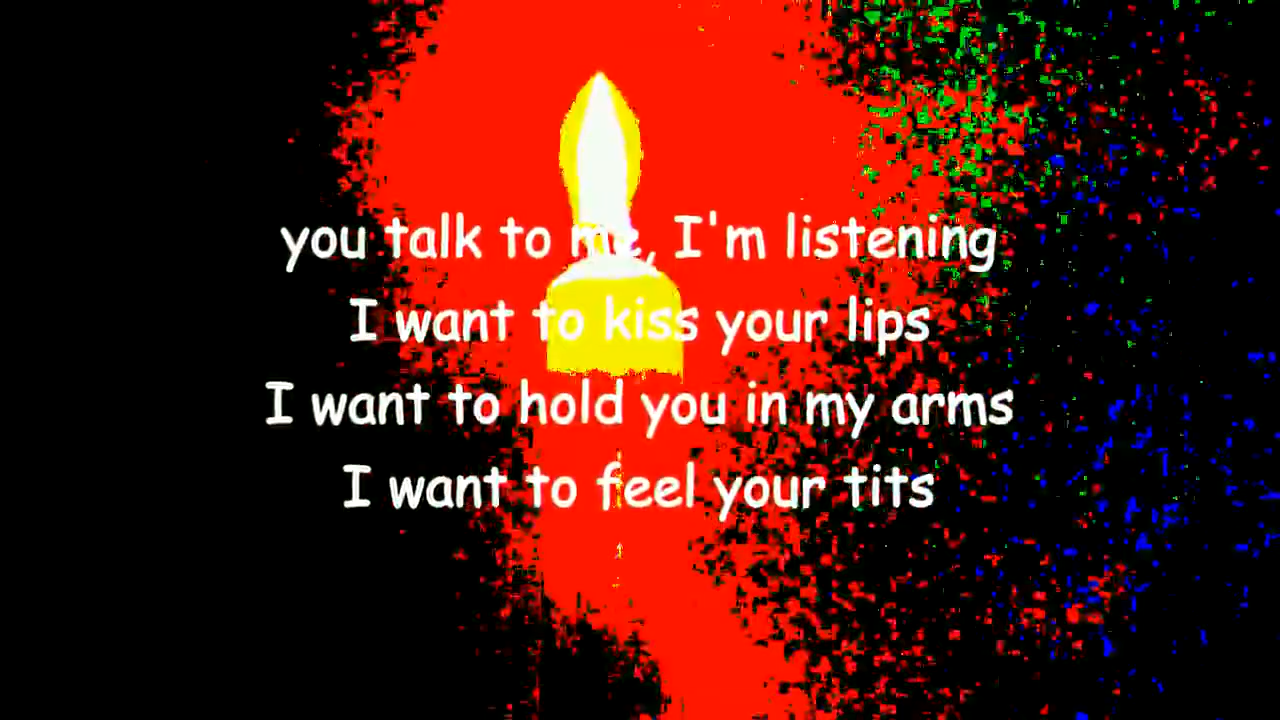 you talk to me, I'm listening
I want to kiss your lips
I want to hold you in my arms
I want to feel your tits